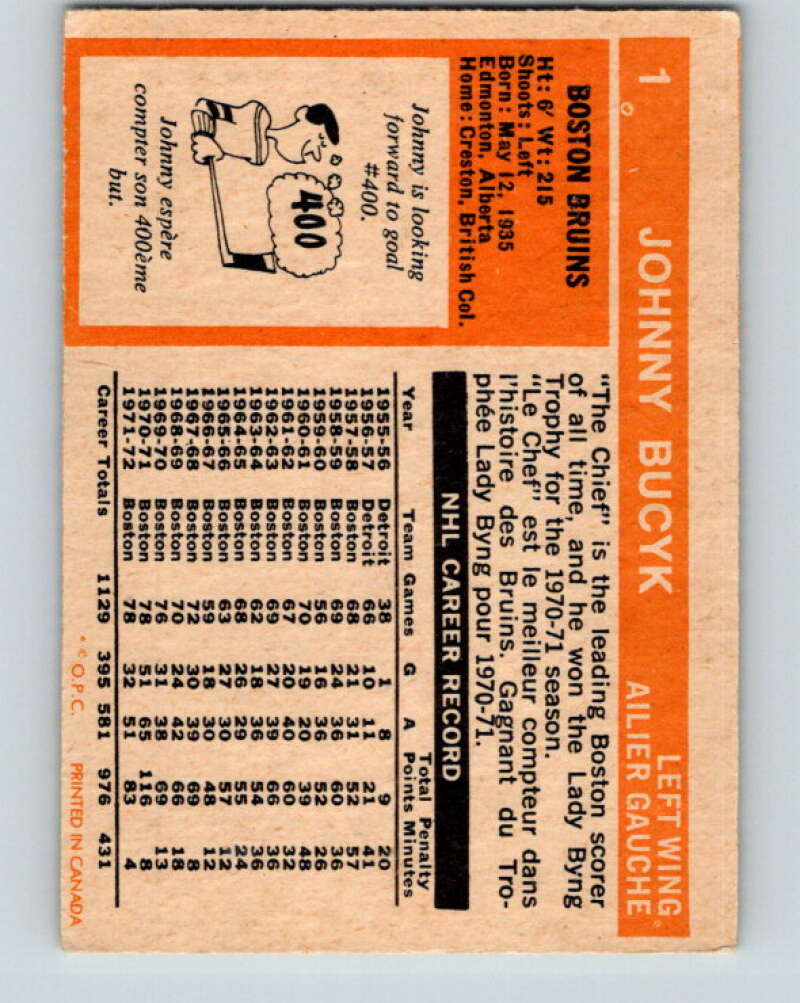 1 JOHNNY BUCYK LEFT WING
AILIER GAUCHE
BOSTON BRUINS
Ht: 6' Wt: 215
Shoots: Left
Born: May 12, 1935
Edmonton, Alberta
Home: Creston, British Col.
Johnny is looking
forward to goal
#400.
400
Johnny espère
compter son 400ème
but.
"The Chief" is the leading Boston scorer
of all time, and he won the Lady Byng
Trophy for the 1970-71 season.
"Le Chef" est le meilleur compteur dans
l'histoire des Bruins. Gagnant du Tro-
phée Lady Byng pour 1970-71.
NHL CAREER RECORD
Total Penalty
Year Team Games G A Points Minutes
1955-56 Detroit 38 1 8 9 20
1956-57 Detroit 66 10 11 21 41
1957-58 Boston 68 21 31 52 57
1958-59 Boston 69 24 36 60 36
1959-60 Boston 56 16 36 52 26
1960-61 Boston 70 19 20 39 48
1961-62 Boston 67 20 40 60 32
1962-63 Boston 69 27 39 66 36
1963-64 Boston 62 18 36 54 36
1964-65 Boston 68 26 29 55 24
1965-66 Boston 63 27 30 57 12
1966-67 Boston 59 18 30 48 12
1967-68 Boston 72 30 39 69 8
1968-69 Boston 70 24 42 66 18
1969-70 Boston 76 31 38 69 13
1970-71 Boston 78 51 65 116 8
1971-72 Boston 78 32 51 83 4
Career Totals 1129 395 581 976 431
* © O.P.C. PRINTED IN CANADA